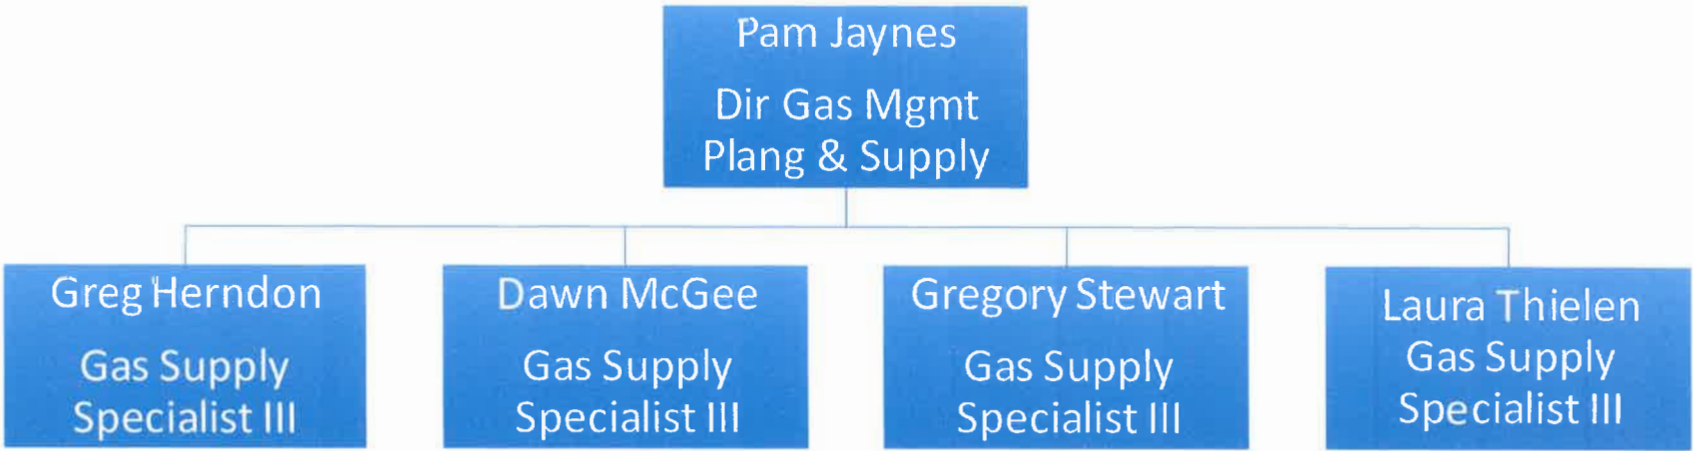 Pam Jaynes
Dir Gas Mgmt
Plang & Supply
Greg Herndon
Gas Supply
Specialist III
Dawn McGee
Gas Supply
Specialist III
Gregory Stewart
Gas Supply
Specialist III
Laura Thielen
Gas Supply
Specialist III